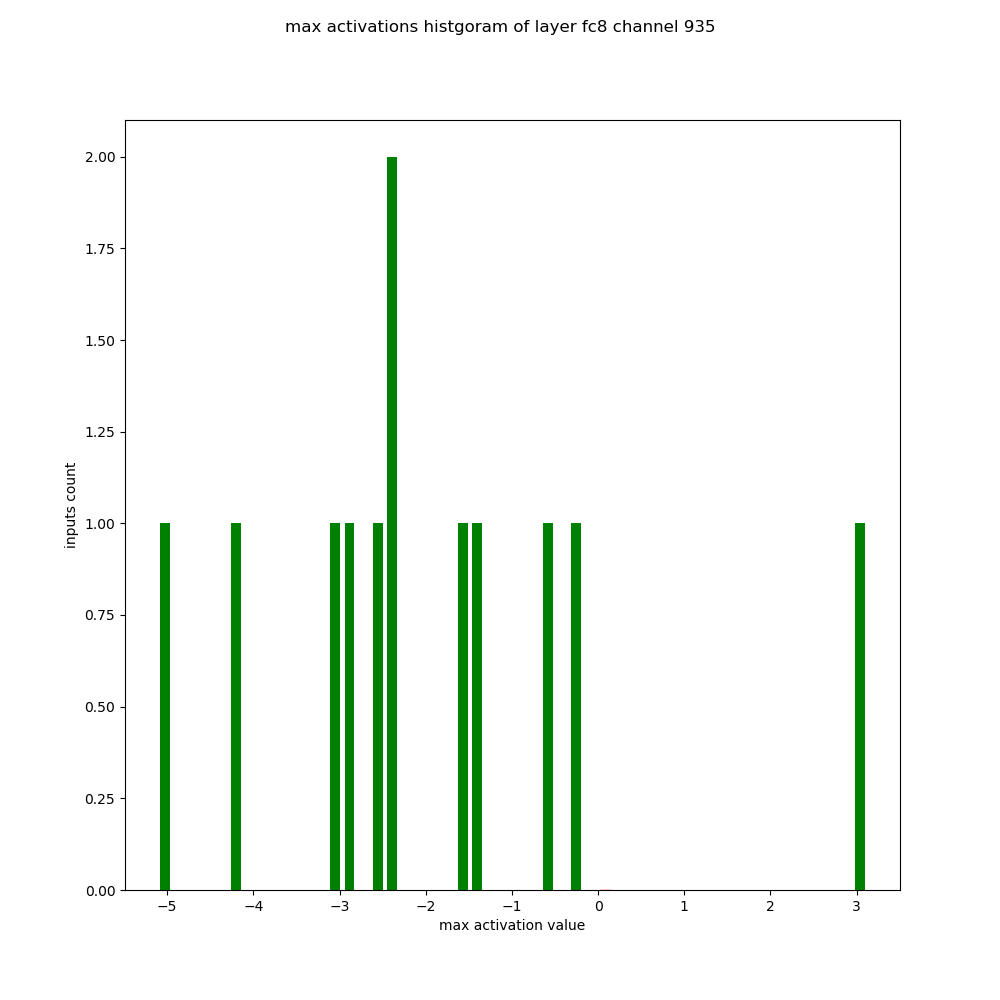 max activations histgoram of layer fc8 channel 935
2.00
1.75
1.50
1.25
1.00
0.75
0.50
0.25
0.00
inputs count
−5 −4 −3 −2 −1 0 1 2 3
max activation value